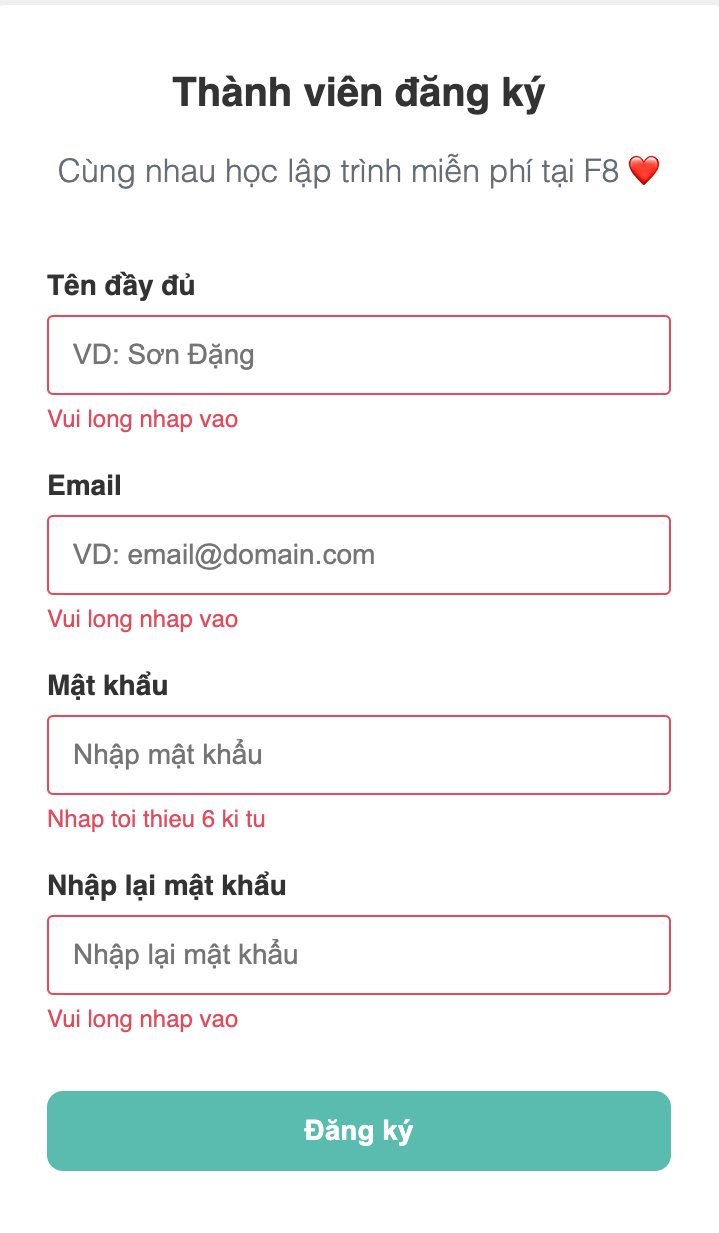 Thành viên đăng ký
Cùng nhau học lập trình miễn phí tại F8 ❤️
Tên đầy đủ
VD: Sơn Đặng
Vui long nhap vao
Email
VD: email@domain.com
Vui long nhap vao
Mật khẩu
Nhập mật khẩu
Nhap toi thieu 6 ki tu
Nhập lại mật khẩu
Nhập lại mật khẩu
Vui long nhap vao
Đăng ký